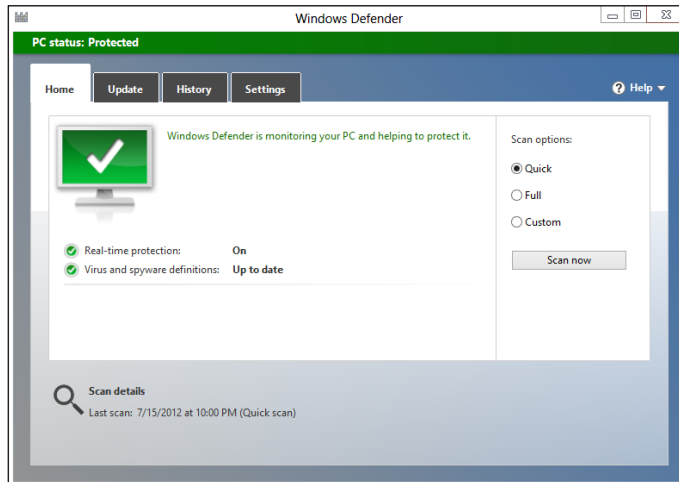 Windows Defender
PC status: Protected
Home
Update
History
Settings
Help
Windows Defender is monitoring your PC and helping to protect it.
Real-time protection: On
Virus and spyware definitions: Up to date
Scan options:
Quick
Full
Custom
Scan now
Scan details
Last scan: 7/15/2012 at 10:00 PM (Quick scan)